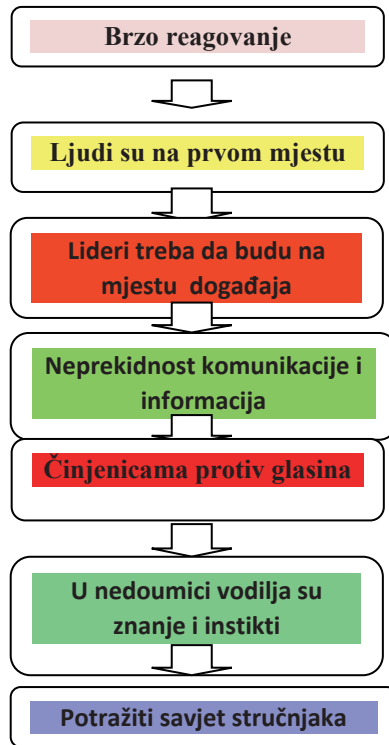 Brzo reagovanje
Ljudi su na prvom mjestu
Lideri treba da budu na
mjestu događaja
Neprekidnost komunikacije i
informacija
Činjenicama protiv glasina
U nedoumici vodilja su
znanje i instikti
Potražiti savjet stručnjaka